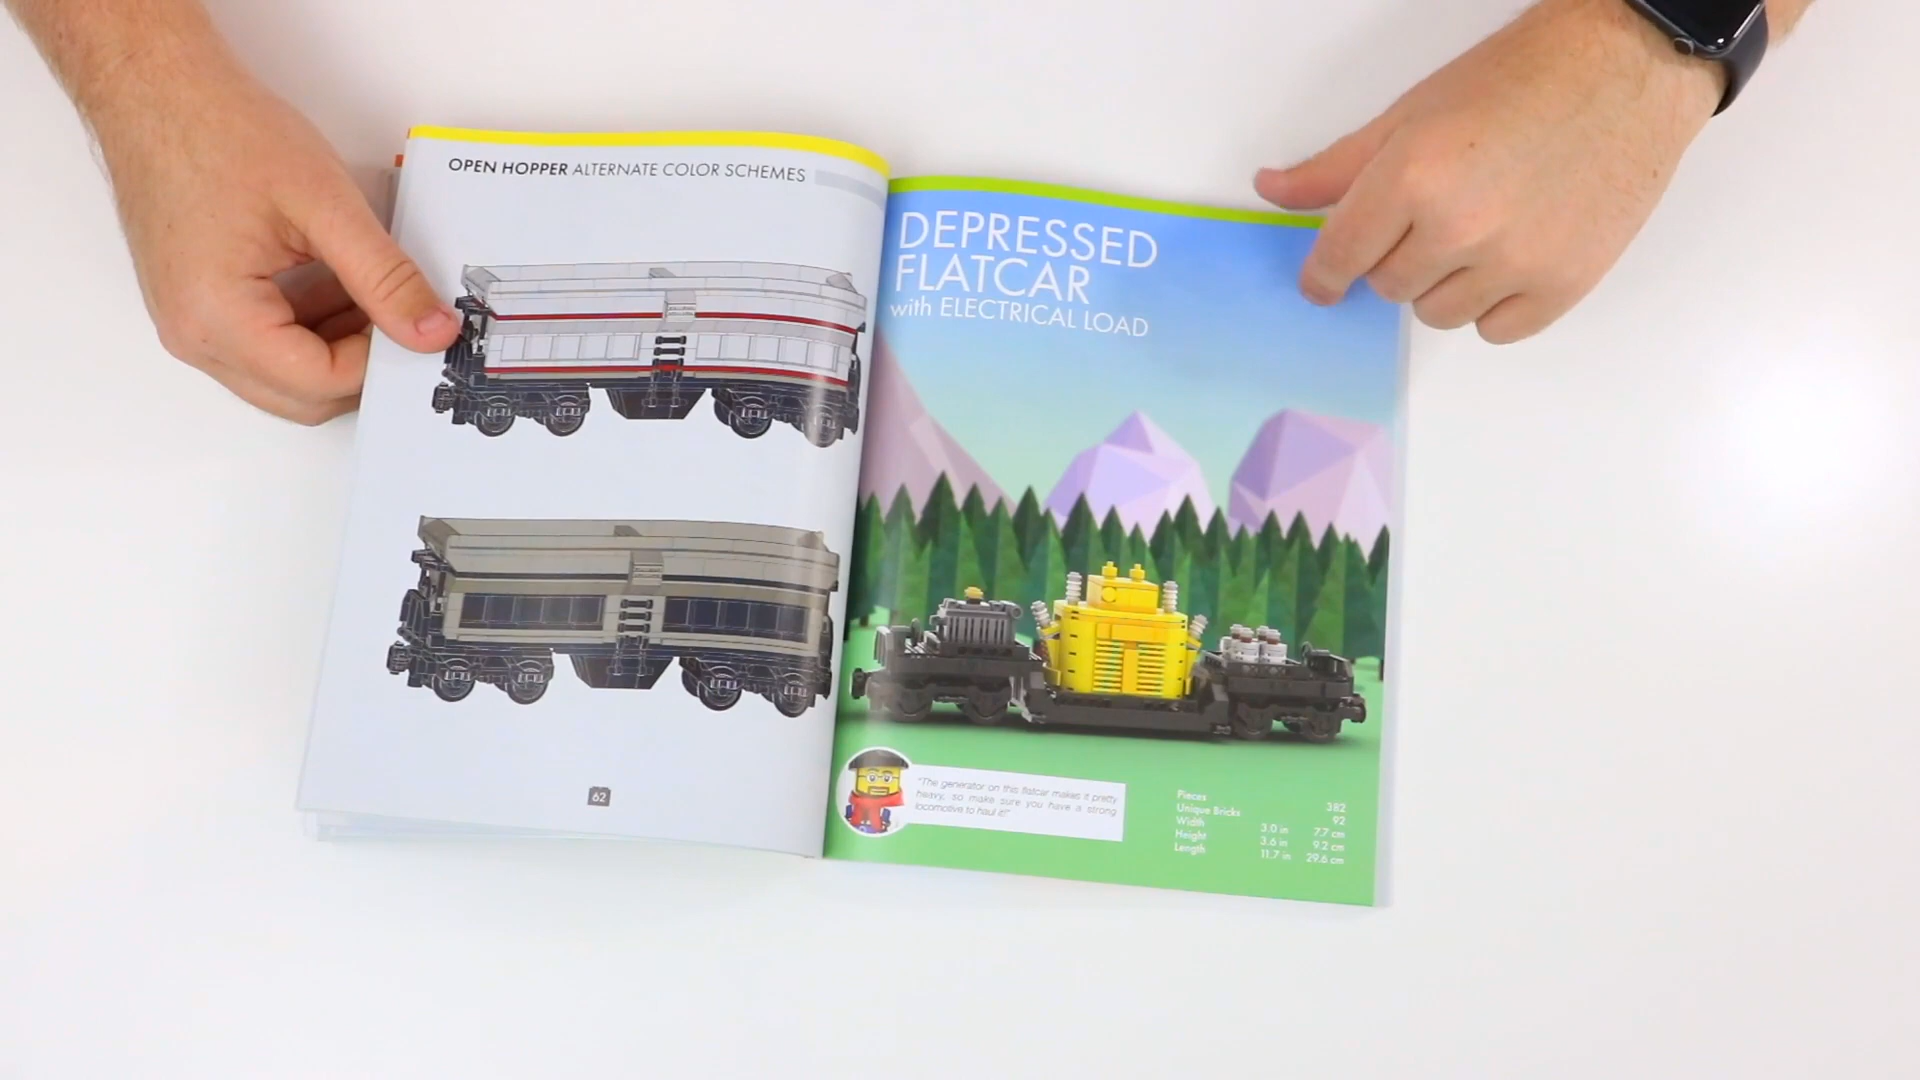 OPEN HOPPER ALTERNATE COLOR SCHEMES
62
DEPRESSED
FLATCAR
with ELECTRICAL LOAD
"The generator on this flatcar makes it pretty
heavy, so make sure you have a strong
locomotive to haul it!"
Pieces 382
Unique Bricks 92
Width 3.0 in 7.7 cm
Height 3.6 in 9.2 cm
Length 11.7 in 29.6 cm